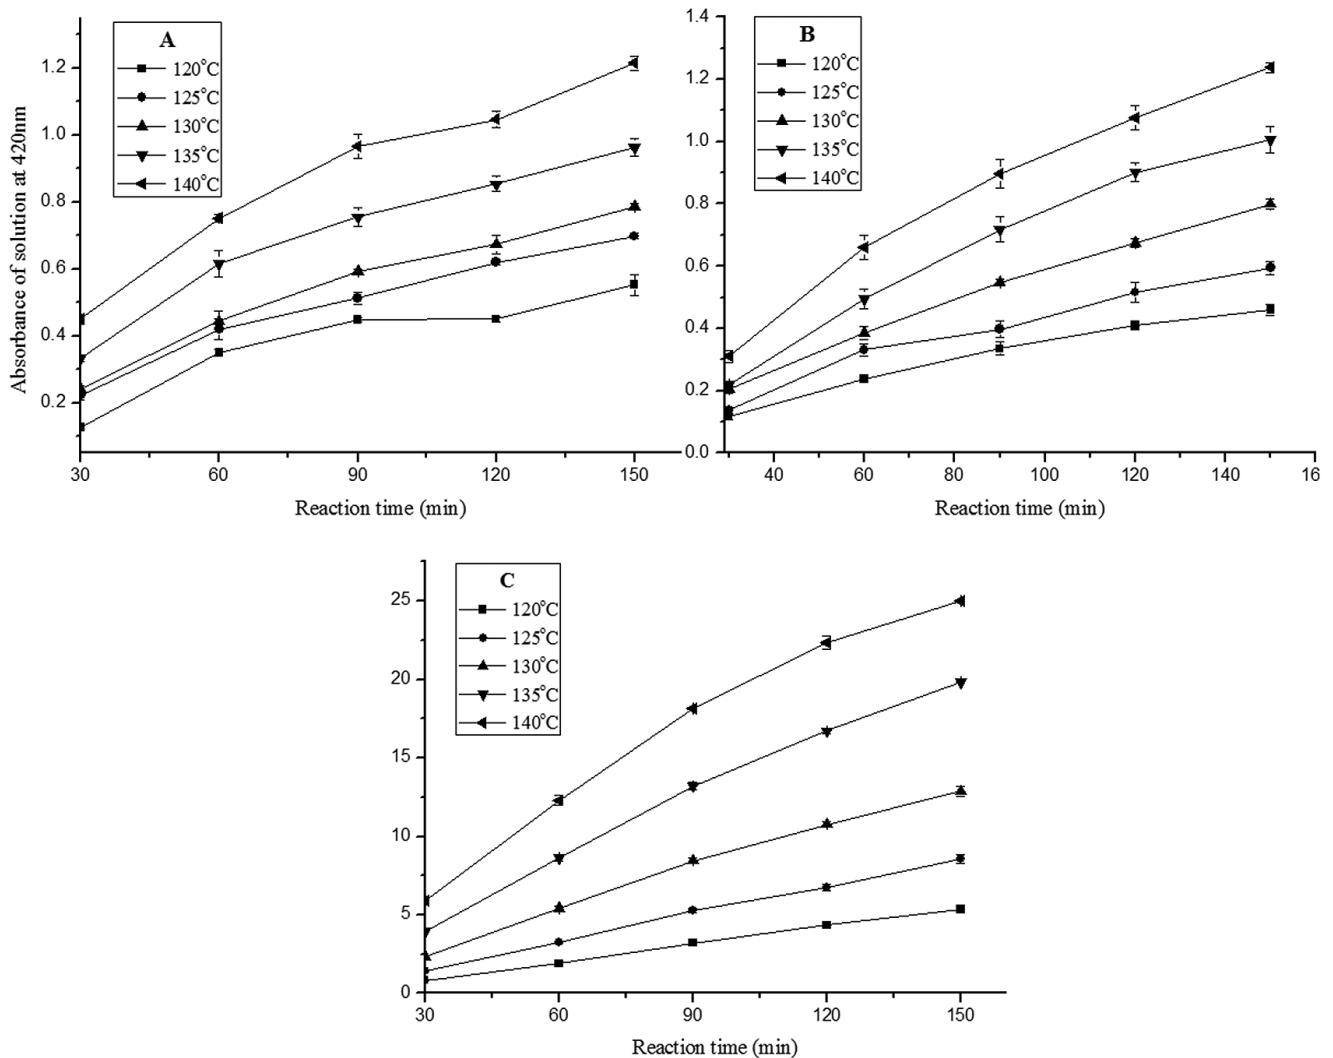 A
120°C
125°C
130°C
135°C
140°C
Absorbance of solution at 420nm
1.2
1.0
0.8
0.6
0.4
0.2
30 60 90 120 150
Reaction time (min)
B
120°C
125°C
130°C
135°C
140°C
1.4
1.2
1.0
0.8
0.6
0.4
0.2
0.0
40 60 80 100 120 140 16
Reaction time (min)
C
120°C
125°C
130°C
135°C
140°C
25
20
15
10
5
0
30 60 90 120 150
Reaction time (min)